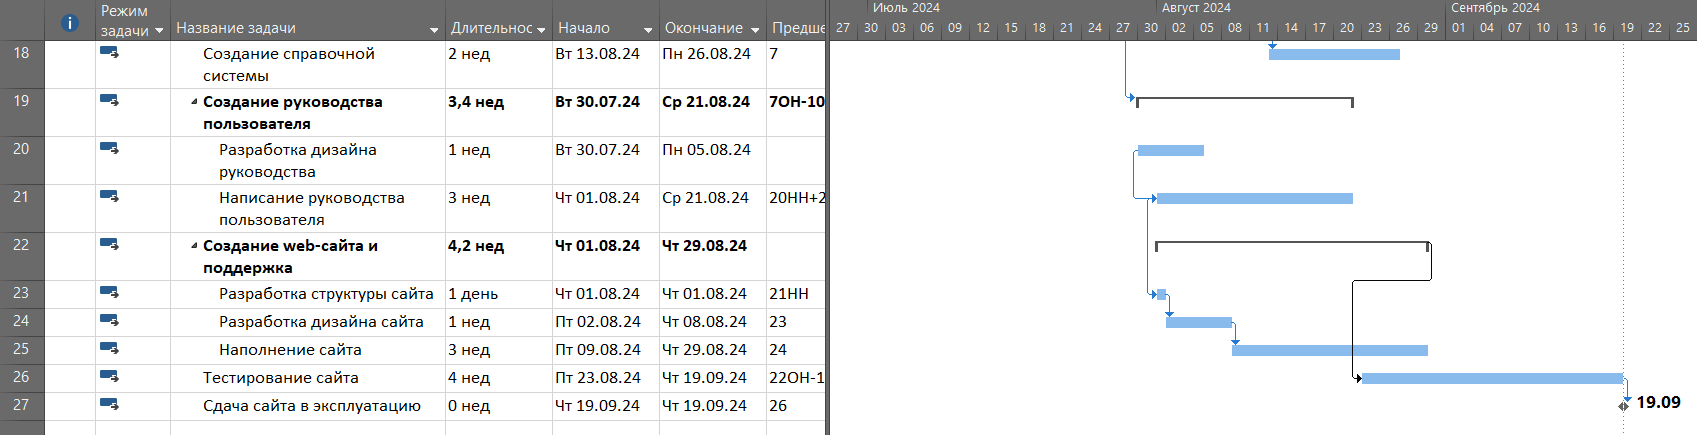 Режим задачи Название задачи Длительнос Начало Окончание Предше
Июль 2024 Август 2024 Сентябрь 2024
27 30 03 06 09 12 15 18 21 24 27 30 02 05 08 11 14 17 20 23 26 29 01 04 07 10 13 16 19 22 25
18 Создание справочной системы 2 нед Вт 13.08.24 Пн 26.08.24 7
19 Создание руководства пользователя 3,4 нед Вт 30.07.24 Ср 21.08.24 7ОН-10
20 Разработка дизайна руководства 1 нед Вт 30.07.24 Пн 05.08.24
21 Написание руководства пользователя 3 нед Чт 01.08.24 Ср 21.08.24 20НН+2
22 Создание web-сайта и поддержка 4,2 нед Чт 01.08.24 Чт 29.08.24
23 Разработка структуры сайта 1 день Чт 01.08.24 Чт 01.08.24 21НН
24 Разработка дизайна сайта 1 нед Пт 02.08.24 Чт 08.08.24 23
25 Наполнение сайта 3 нед Пт 09.08.24 Чт 29.08.24 24
26 Тестирование сайта 4 нед Пт 23.08.24 Чт 19.09.24 22ОН-1
27 Сдача сайта в эксплуатацию 0 нед Чт 19.09.24 Чт 19.09.24 26
19.09